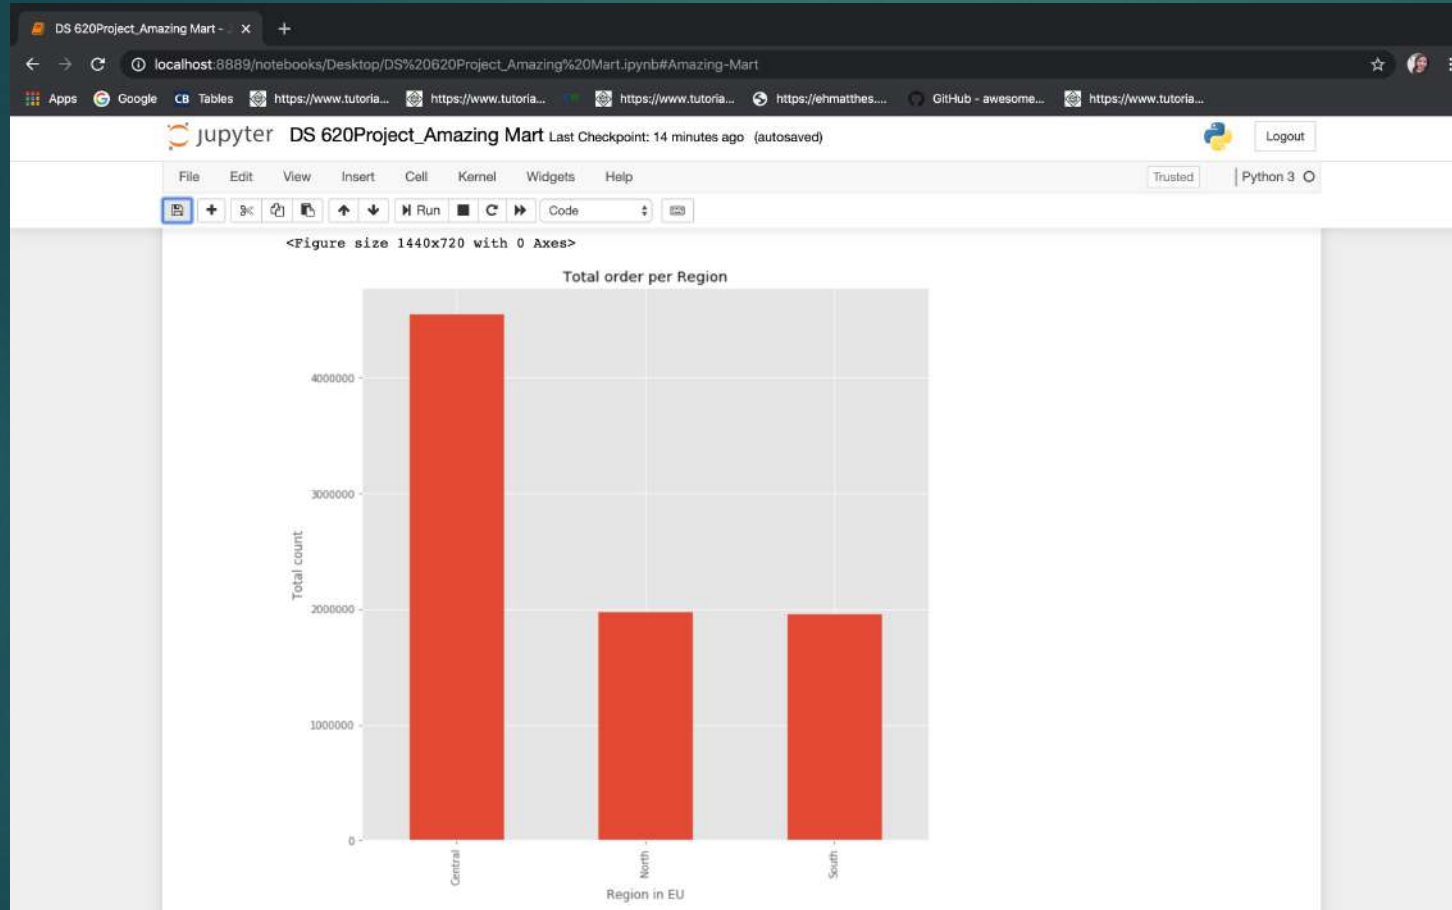 DS 620Project_Amazing Mart -
localhost:8889/notebooks/Desktop/DS%20620Project_Amazing%20Mart.ipynb#Amazing-Mart
Apps Google CB Tables https://www.tutoria... https://www.tutoria... https://www.tutoria... https://ehmatthes.... GitHub - awesome... https://www.tutoria...
jupyter DS 620Project_Amazing Mart Last Checkpoint: 14 minutes ago (autosaved) Logout
File Edit View Insert Cell Kernel Widgets Help Trusted Python 3
Run Code
<Figure size 1440x720 with 0 Axes>
Total order per Region
4000000
3000000
2000000
1000000
0
Total count
Central North South
Region in EU